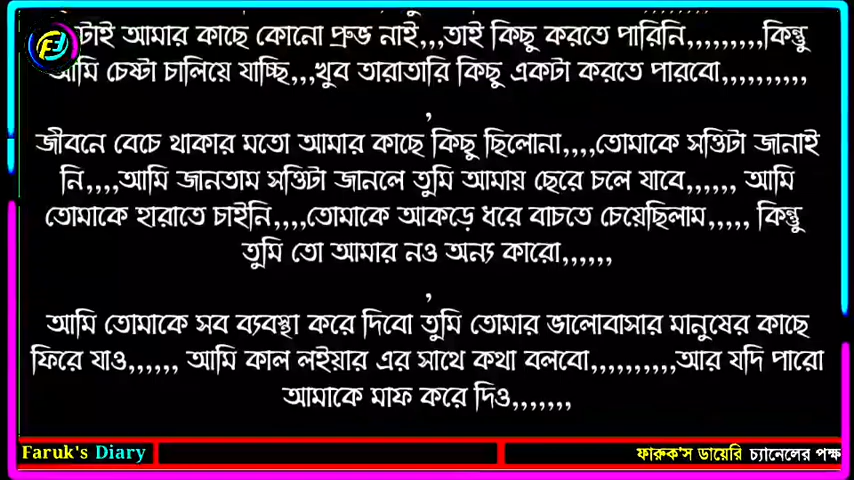 টাই আমার কাছে কোনো প্রুভ নাই,,,তাই কিছু করতে পারিনি,,,,,,,,,কিন্তু
আমি চেষ্টা চালিয়ে যাচ্ছি,,,খুব তারাতারি কিছু একটা করতে পারবো,,,,,,,,,,
,
জীবনে বেচে থাকার মতো আমার কাছে কিছু ছিলোনা,,,,তোমাকে সত্তিটা জানাই
নি,,,,আমি জানতাম সত্তিটা জানলে তুমি আমায় ছেরে চলে যাবে,,,,,, আমি
তোমাকে হারাতে চাইনি,,,,তোমাকে আকড়ে ধরে বাচতে চেয়েছিলাম,,,,, কিন্তু
তুমি তো আমার নও অন্য কারো,,,,,,
,
আমি তোমাকে সব ব্যবস্থা করে দিবো তুমি তোমার ভালোবাসার মানুষের কাছে
ফিরে যাও,,,,,, আমি কাল লইয়ার এর সাথে কথা বলবো,,,,,,,,,,আর যদি পারো
আমাকে মাফ করে দিও,,,,,,,
Faruk's Diary
ফারুক'স ডায়েরি চ্যানেলের পক্ষ